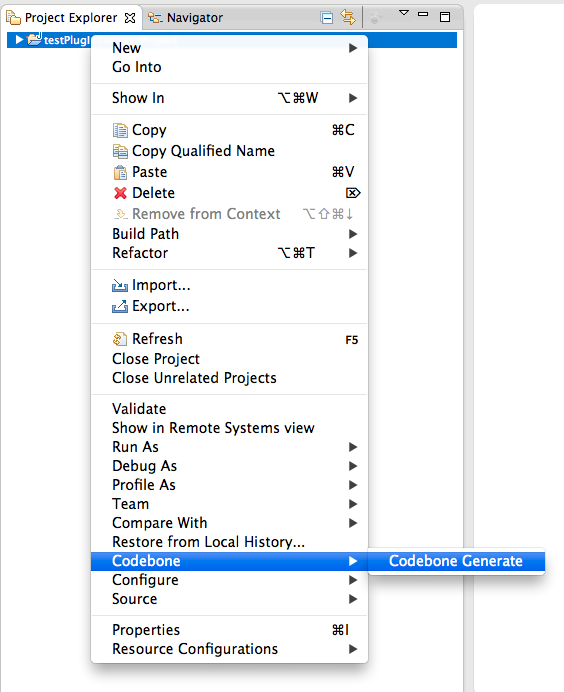 Project Explorer Navigator
testPlugI
New
Go Into
Show In ⌥⌘W
Copy ⌘C
Copy Qualified Name
Paste ⌘V
Delete ⌦
Remove from Context ⌥⇧⌘↓
Build Path
Refactor ⌥⌘T
Import...
Export...
Refresh F5
Close Project
Close Unrelated Projects
Validate
Show in Remote Systems view
Run As
Debug As
Profile As
Team
Compare With
Restore from Local History...
Codebone Codebone Generate
Configure
Source
Properties ⌘I
Resource Configurations